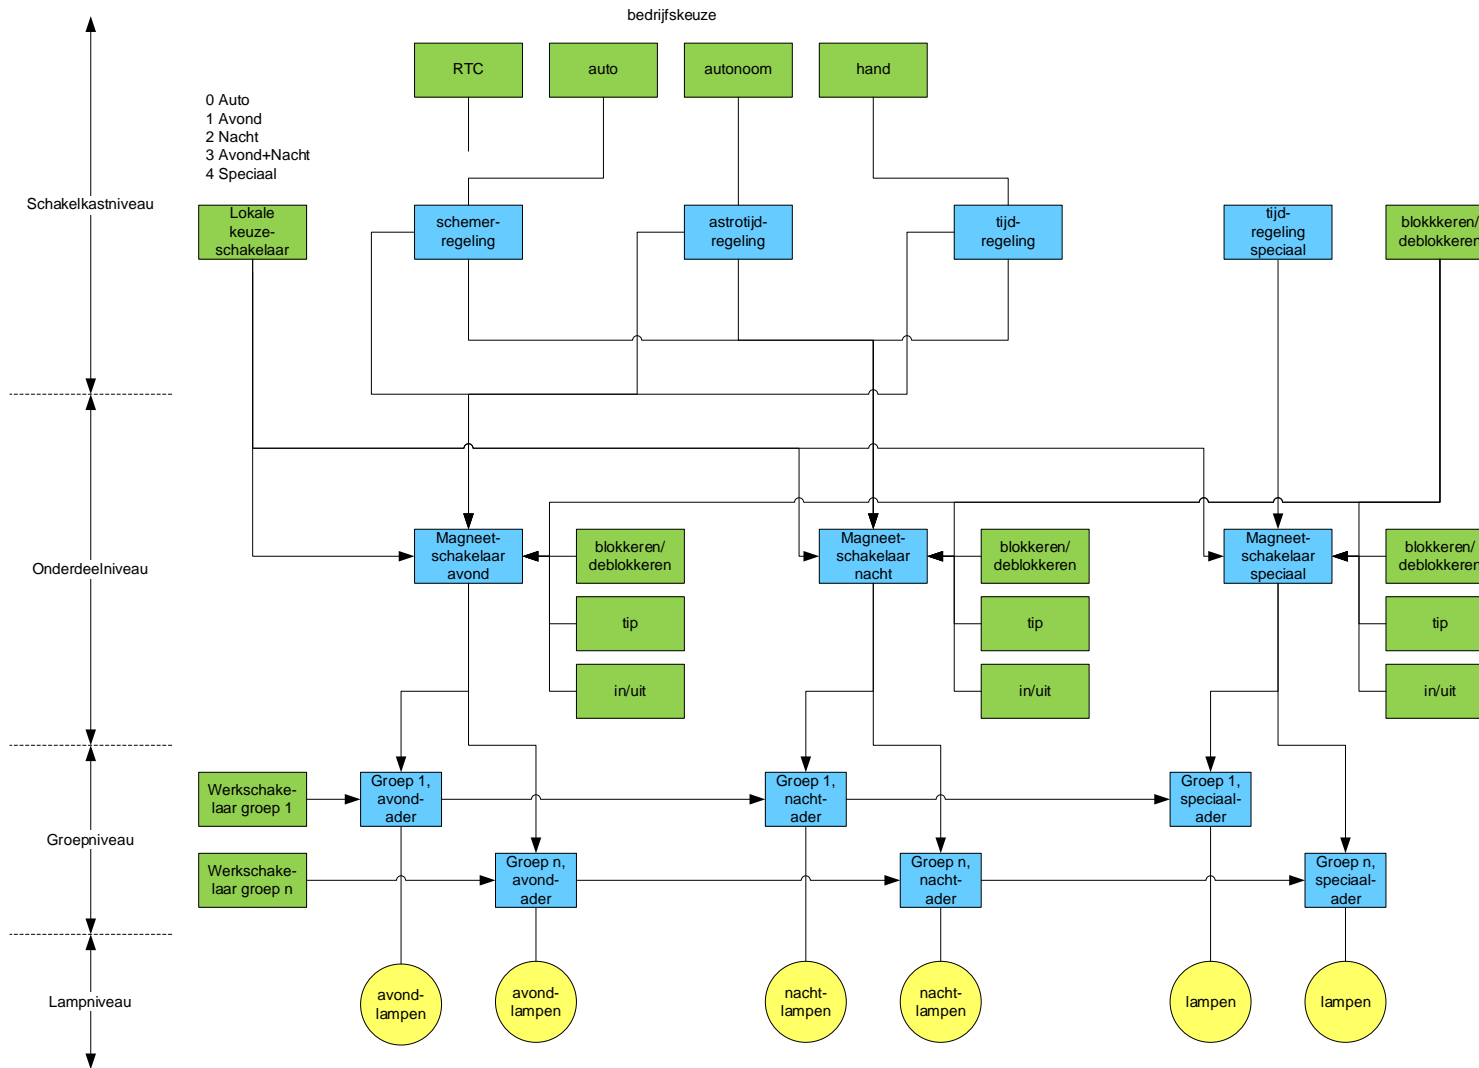 bedrijfskeuze
RTC
auto
autonoom
hand
0 Auto
1 Avond
2 Nacht
3 Avond+Nacht
4 Speciaal
Schakelkastniveau
Lokale
keuze-
schakelaar
schemer-
regeling
astrotijd-
regeling
tijd-
regeling
tijd-
regeling
speciaal
blokkkeren/
deblokkeren
Onderdeelniveau
Magneet-
schakelaar
avond
blokkeren/
deblokkeren
tip
in/uit
Magneet-
schakelaar
nacht
blokkeren/
deblokkeren
tip
in/uit
Magneet-
schakelaar
speciaal
blokkeren/
deblokkeren
tip
in/uit
Groepniveau
Werkschake-
laar groep 1
Groep 1,
avond-
ader
Groep 1,
nacht-
ader
Groep 1,
speciaal-
ader
Werkschake-
laar groep n
Groep n,
avond-
ader
Groep n,
nacht-
ader
Groep n,
speciaal-
ader
Lampniveau
avond-
lampen
avond-
lampen
nacht-
lampen
nacht-
lampen
lampen
lampen